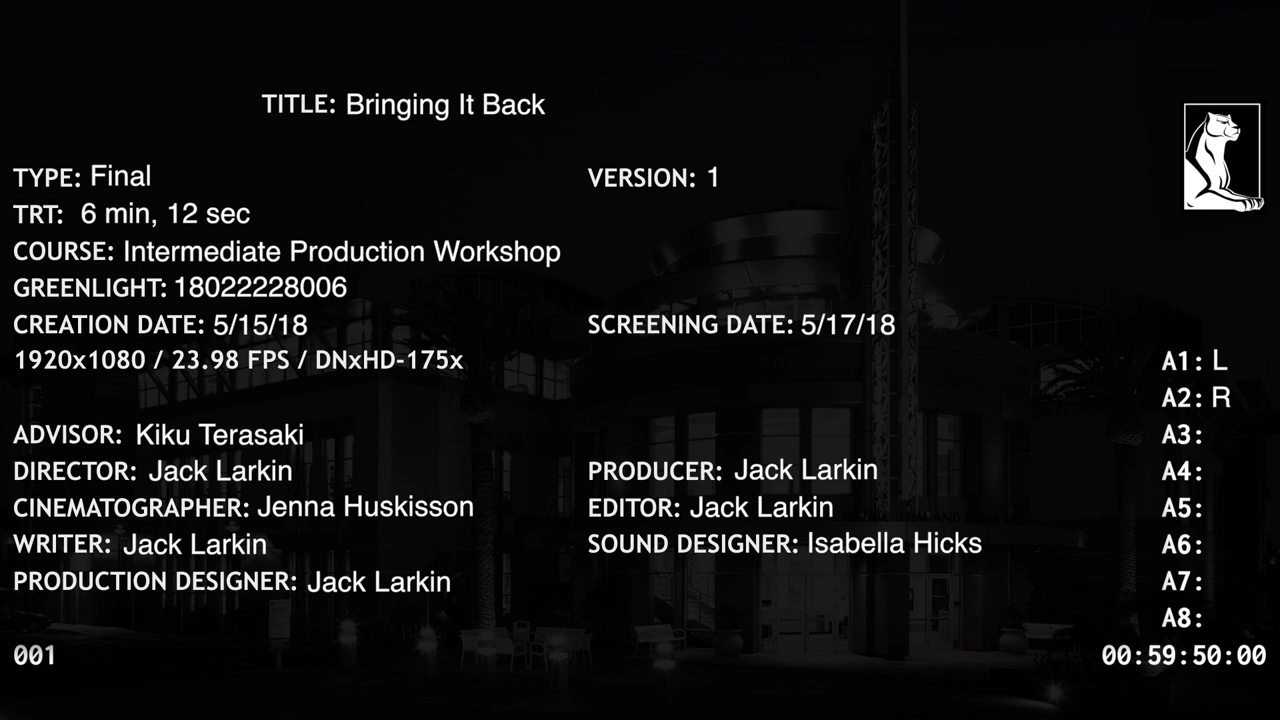 TITLE: Bringing It Back
TYPE: Final
VERSION: 1
TRT: 6 min, 12 sec
COURSE: Intermediate Production Workshop
GREENLIGHT: 18022228006
CREATION DATE: 5/15/18
SCREENING DATE: 5/17/18
1920x1080 / 23.98 FPS / DNxHD-175x
A1: L
A2: R
A3:
ADVISOR: Kiku Terasaki
DIRECTOR: Jack Larkin
PRODUCER: Jack Larkin
A4:
CINEMATOGRAPHER: Jenna Huskisson
EDITOR: Jack Larkin
A5:
WRITER: Jack Larkin
SOUND DESIGNER: Isabella Hicks
A6:
PRODUCTION DESIGNER: Jack Larkin
A7:
A8:
001
00:59:50:00